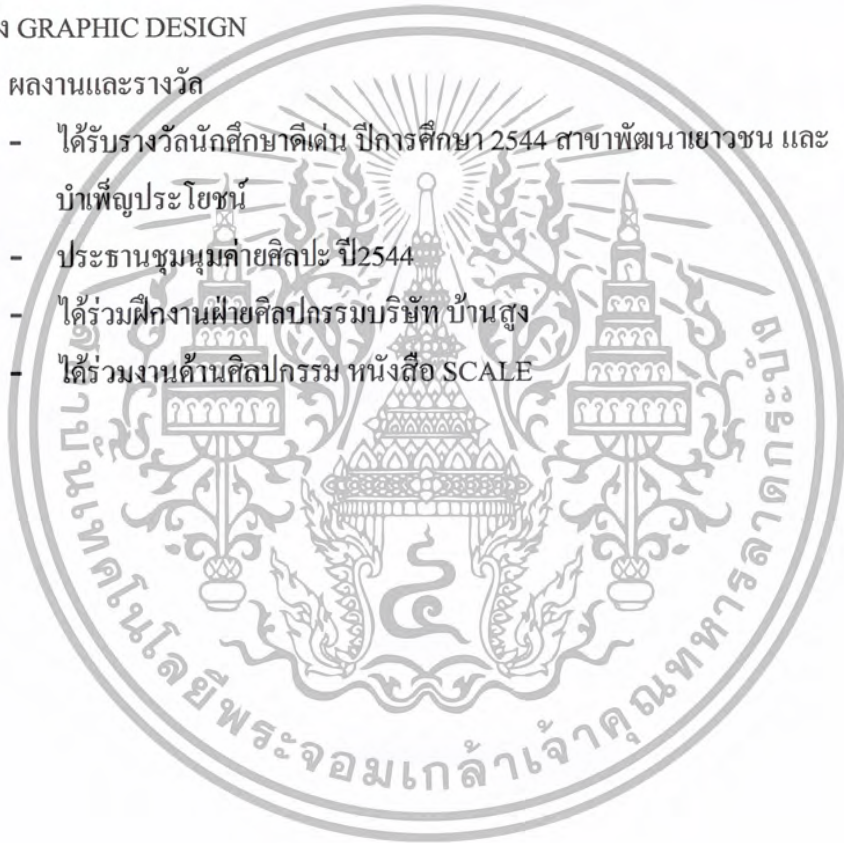 ง GRAPHIC DESIGN
ผลงานและรางวัล
- ได้รับรางวัลนักศึกษาดีเด่น ปีการศึกษา 2544 สาขาพัฒนาเยาวชน และ
บำเพ็ญประโยชน์
- ประธานชุมนุมค่ายศิลปะ ปี2544
- ได้ร่วมฝึกงานฝ่ายศิลปกรรมบริษัท บ้านสูง
- ได้ร่วมงานด้านศิลปกรรม หนังสือ SCALE
สถาบันเทคโนโลยีพระจอมเกล้าเจ้าคุณทหารลาดกระบัง
๔